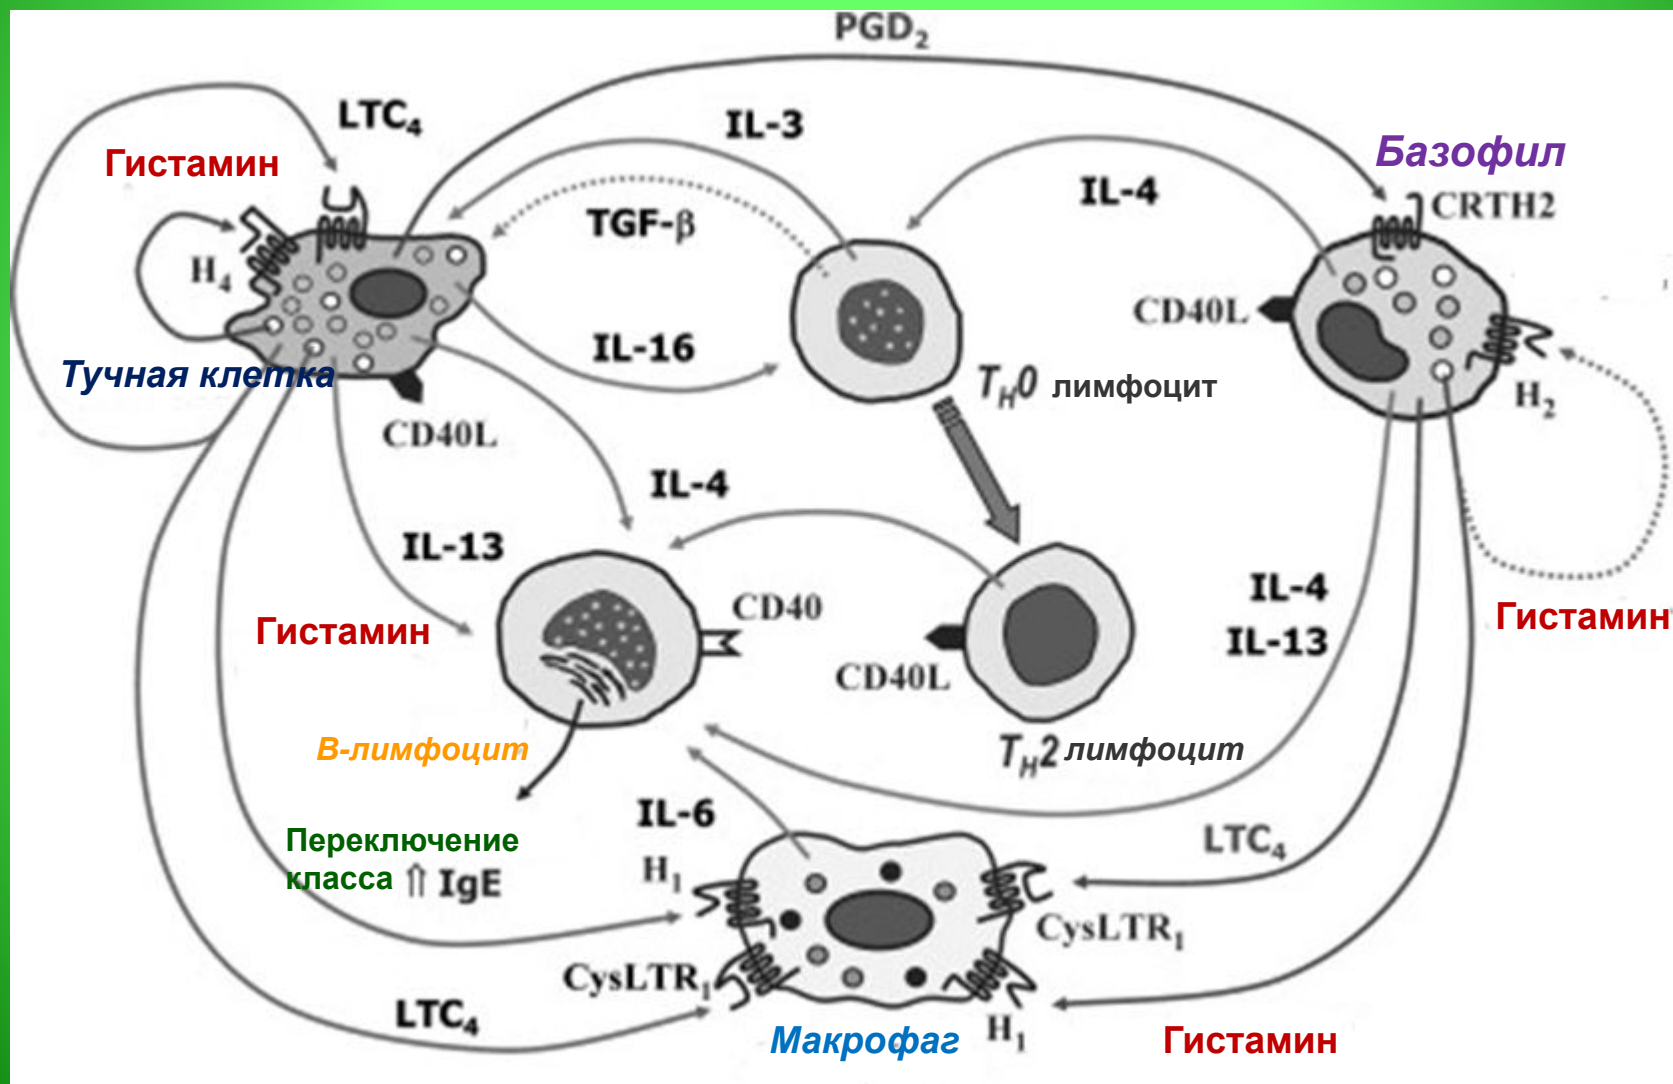 PGD₂
LTC₄
IL-3
Гистамин
Базофил
IL-4
CRTH2
TGF-β
H₄
CD40L
IL-16
Тучная клетка
T_H0 лимфоцит
H₂
CD40L
IL-4
IL-13
CD40
IL-4
IL-13
Гистамин
Гистамин
CD40L
В-лимфоцит
T_H2 лимфоцит
IL-6
Переключение
класса ⇑ IgE
H₁
LTC₄
CysLTR₁
CysLTR₁
LTC₄
H₁
Макрофаг
Гистамин